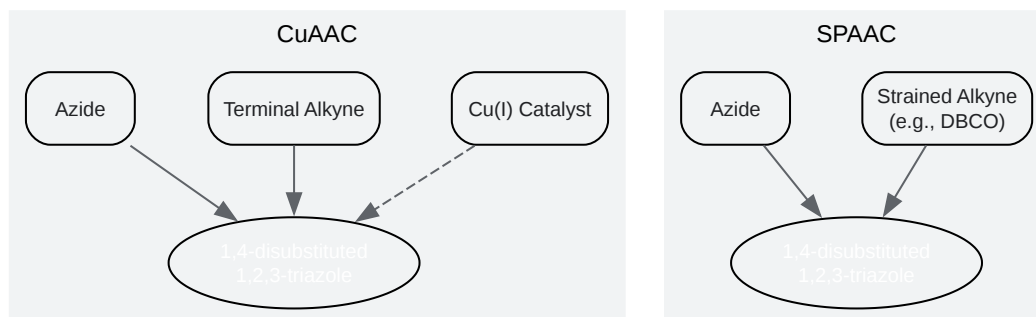 CuAAC
Azide
Terminal Alkyne
Cu(I) Catalyst
1,4-disubstituted
1,2,3-triazole
SPAAC
Azide
Strained Alkyne
(e.g., DBCO)
1,4-disubstituted
1,2,3-triazole